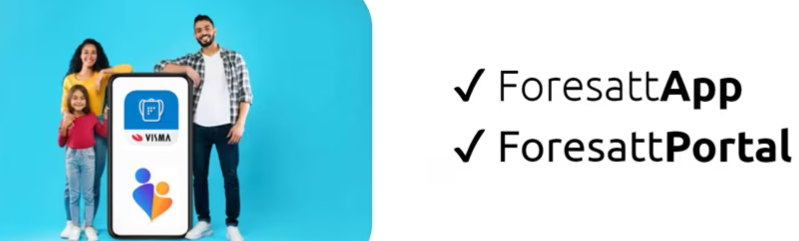 VISMA
✓ ForesattApp
✓ ForesattPortal